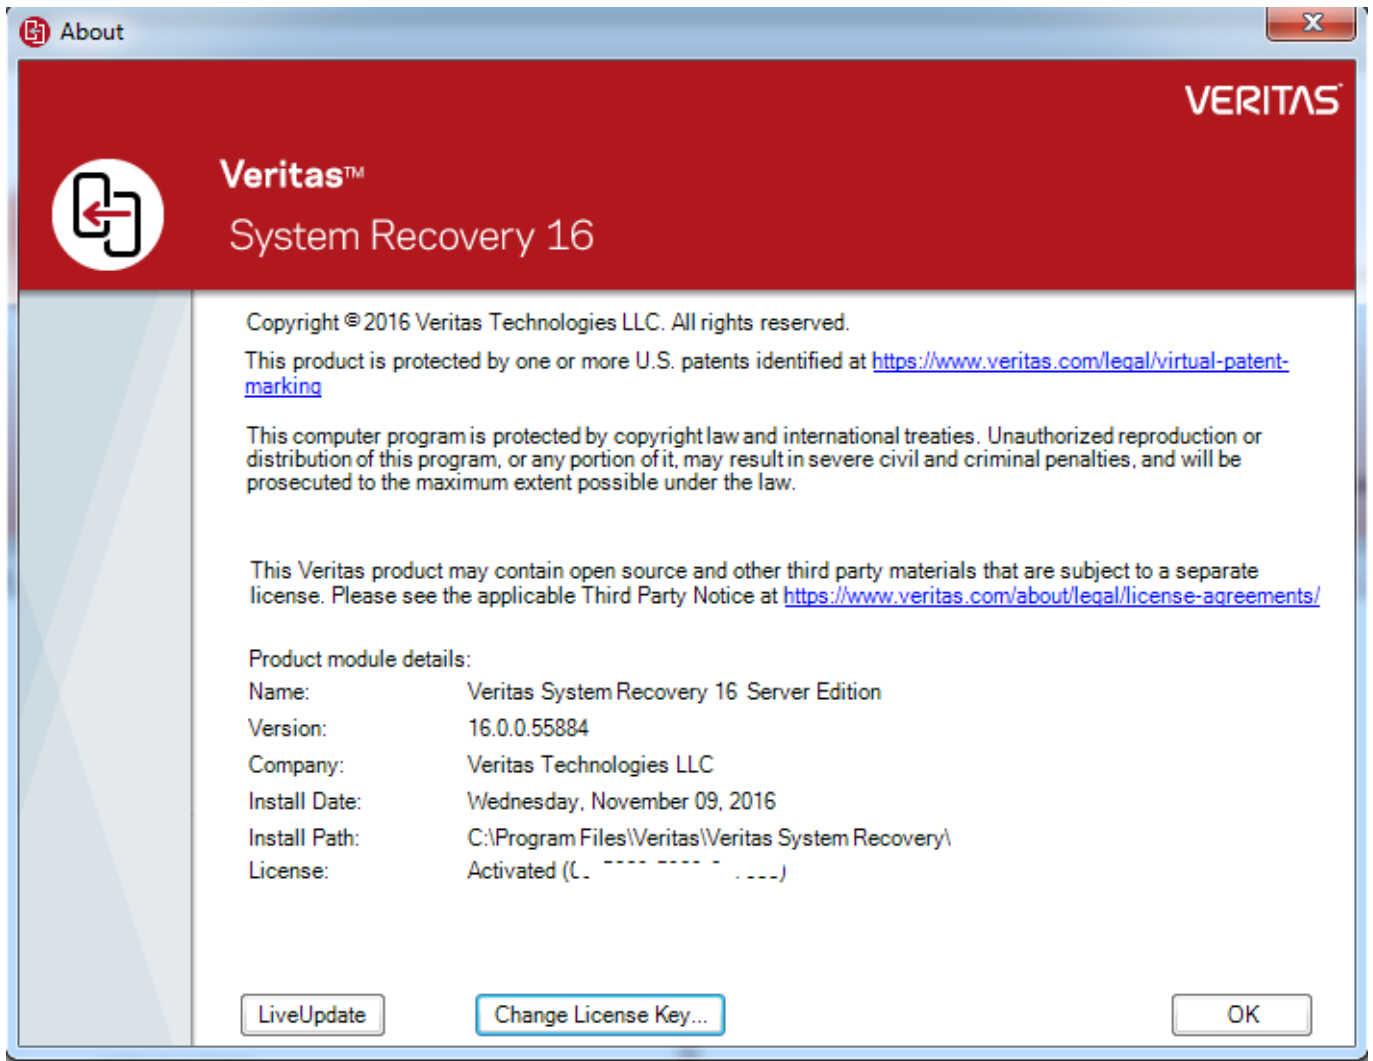 About
VERITAS
Veritas™
System Recovery 16
Copyright © 2016 Veritas Technologies LLC. All rights reserved.
This product is protected by one or more U.S. patents identified at https://www.veritas.com/legal/virtual-patent-
marking
This computer program is protected by copyright law and international treaties. Unauthorized reproduction or
distribution of this program, or any portion of it, may result in severe civil and criminal penalties, and will be
prosecuted to the maximum extent possible under the law.
This Veritas product may contain open source and other third party materials that are subject to a separate
license. Please see the applicable Third Party Notice at https://www.veritas.com/about/legal/license-agreements/
Product module details:
Name: Veritas System Recovery 16 Server Edition
Version: 16.0.0.55884
Company: Veritas Technologies LLC
Install Date: Wednesday, November 09, 2016
Install Path: C:\Program Files\Veritas\Veritas System Recovery\
License: Activated
LiveUpdate Change License Key... OK